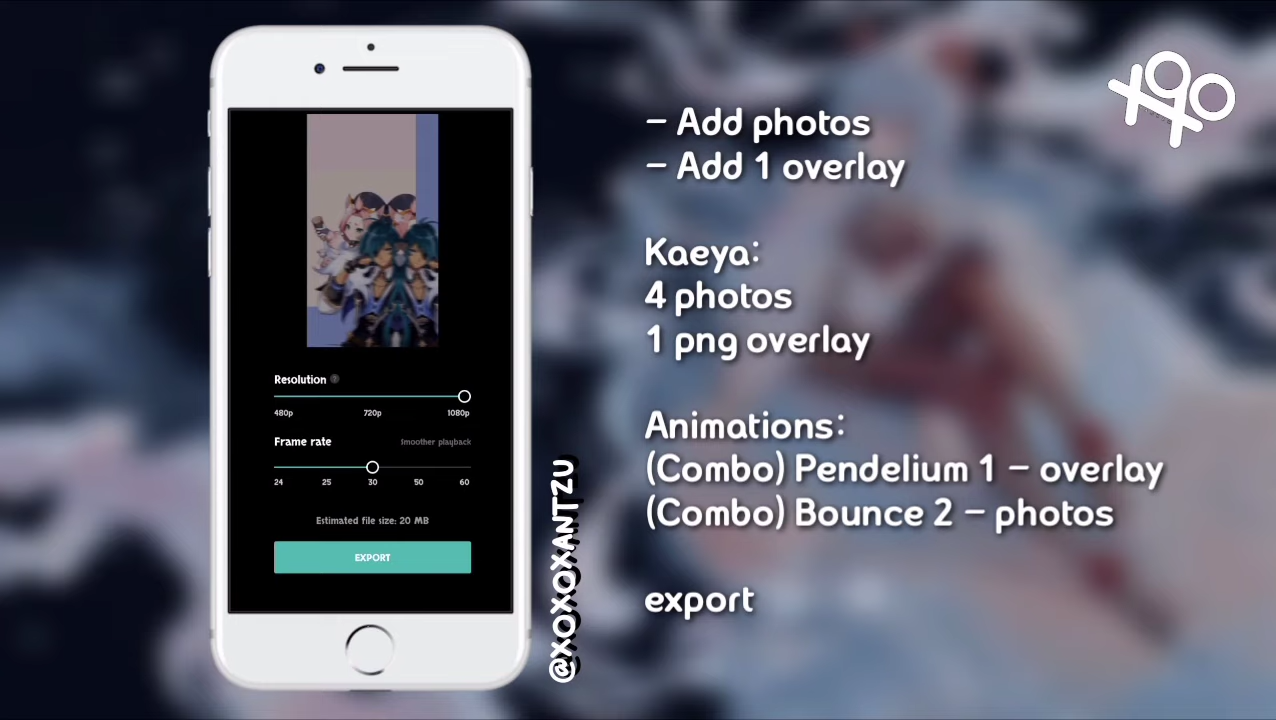 Resolution ?
480p 720p 1080p
Frame rate Smoother playback
24 25 30 50 60
Estimated file size: 20 MB
EXPORT
@XOXOXANTZU
- Add photos
- Add 1 overlay
Kaeya:
4 photos
1 png overlay
Animations:
(Combo) Pendelium 1 - overlay
(Combo) Bounce 2 - photos
export